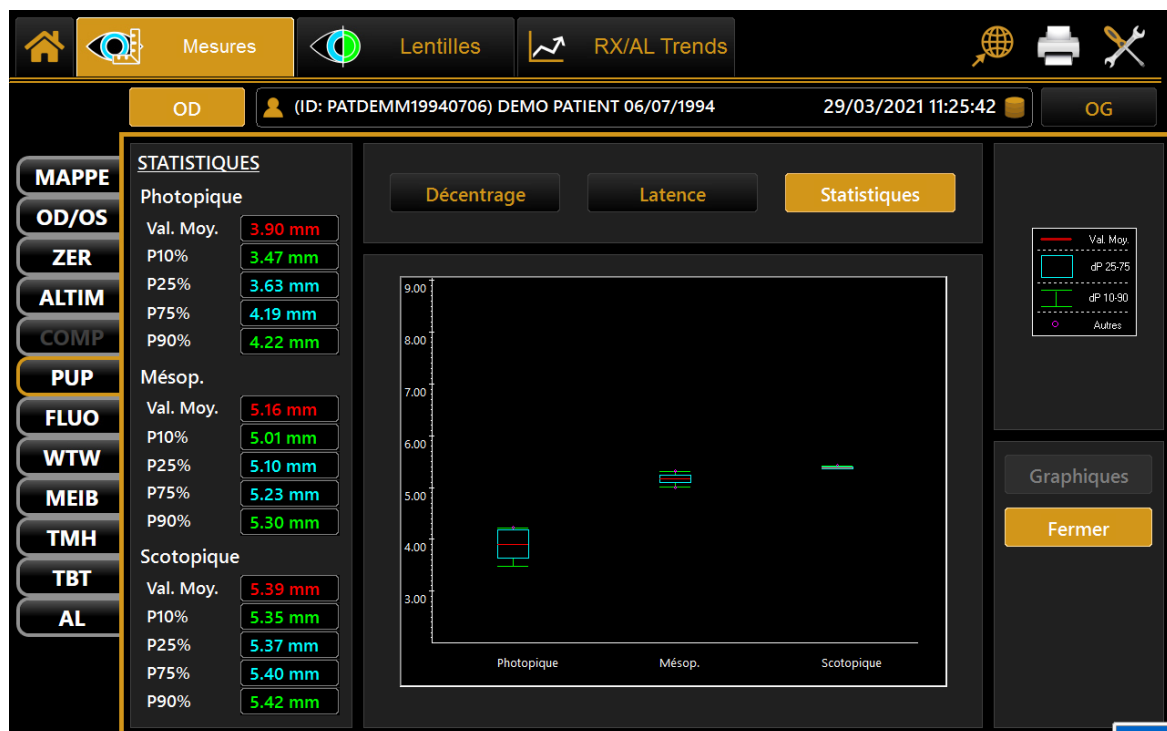 Mesures
Lentilles
RX/AL Trends
OD
(ID: PATDEMM19940706) DEMO PATIENT 06/07/1994
29/03/2021 11:25:42
OG
MAPPE
OD/OS
ZER
ALTIM
COMP
PUP
FLUO
WTW
MEIB
TMH
TBT
AL
STATISTIQUES
Photopique
Val. Moy. 3.90 mm
P10% 3.47 mm
P25% 3.63 mm
P75% 4.19 mm
P90% 4.22 mm
Mésop.
Val. Moy. 5.16 mm
P10% 5.01 mm
P25% 5.10 mm
P75% 5.23 mm
P90% 5.30 mm
Scotopique
Val. Moy. 5.39 mm
P10% 5.35 mm
P25% 5.37 mm
P75% 5.40 mm
P90% 5.42 mm
Décentrage
Latence
Statistiques
9.00
8.00
7.00
6.00
5.00
4.00
3.00
Photopique
Mésop.
Scotopique
Val. Moy.
dP 25-75
dP 10-90
Autres
Graphiques
Fermer